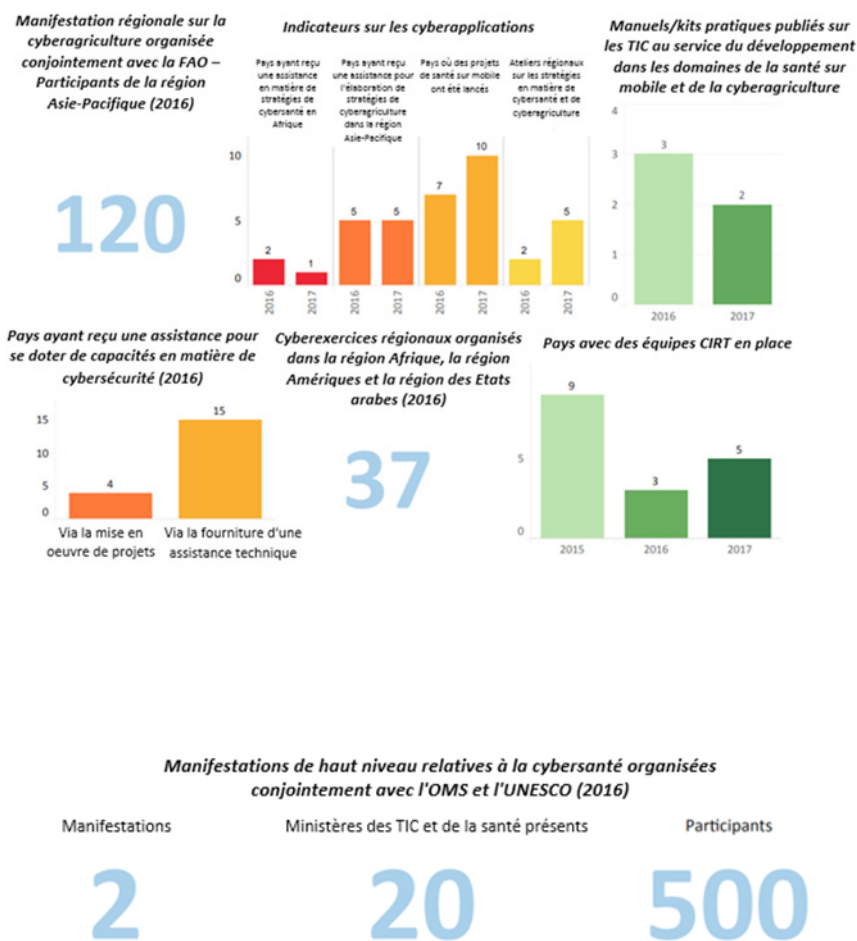 Manifestation régionale sur la
cyberagriculture organisée
conjointement avec la FAO –
Participants de la région
Asie-Pacifique (2016)
120
Indicateurs sur les cyberapplications
Pays ayant reçu
une assistance
en matière de
stratégies de
cybersanté en
Afrique
Pays ayant reçu
une assistance pour
l'élaboration de
stratégies de
cyberagriculture
dans la région
Asie-Pacifique
Pays où des projets
de santé sur mobile
ont été lancés
Ateliers régionaux
sur les stratégies
en matière de
cybersanté et de
cyberagriculture
10
5
0
2
1
5
5
7
10
2
5
2016
2017
2016
2017
2016
2017
2016
2017
Manuels/kits pratiques publiés sur
les TIC au service du développement
dans les domaines de la santé sur
mobile et de la cyberagriculture
4
3
2
1
0
3
2
2016
2017
Pays ayant reçu une assistance pour
se doter de capacités en matière de
cybersécurité (2016)
15
10
5
0
4
15
Via la mise en
oeuvre de projets
Via la fourniture d'une
assistance technique
Cyberexercices régionaux organisés
dans la région Afrique, la région
Amériques et la région des Etats
arabes (2016)
37
Pays avec des équipes CIRT en place
5
0
9
3
5
2015
2016
2017
Manifestations de haut niveau relatives à la cybersanté organisées
conjointement avec l'OMS et l'UNESCO (2016)
Manifestations
2
Ministères des TIC et de la santé présents
20
Participants
500